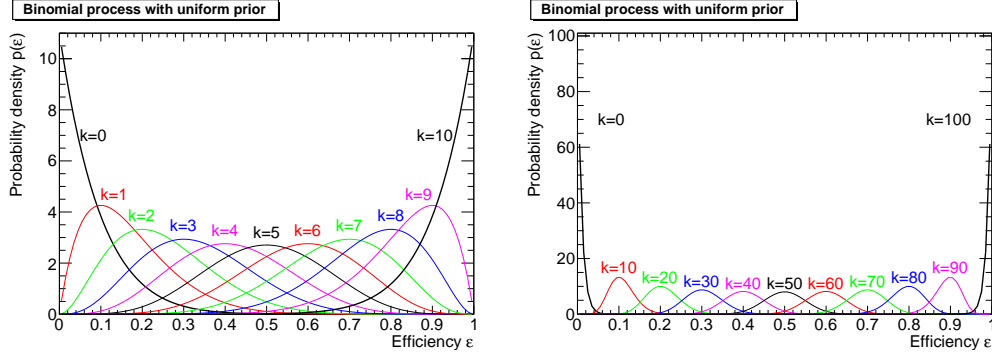 Binomial process with uniform prior
Probability density p(ε)
10
8
6
4
2
0
k=0
k=10
k=1
k=9
k=2
k=3
k=4
k=5
k=6
k=7
k=8
0 0.1 0.2 0.3 0.4 0.5 0.6 0.7 0.8 0.9 1
Efficiency ε
Binomial process with uniform prior
Probability density p(ε)
100
80
60
40
20
0
k=0
k=100
k=10
k=20
k=30
k=40
k=50
k=60
k=70
k=80
k=90
0 0.1 0.2 0.3 0.4 0.5 0.6 0.7 0.8 0.9 1
Efficiency ε